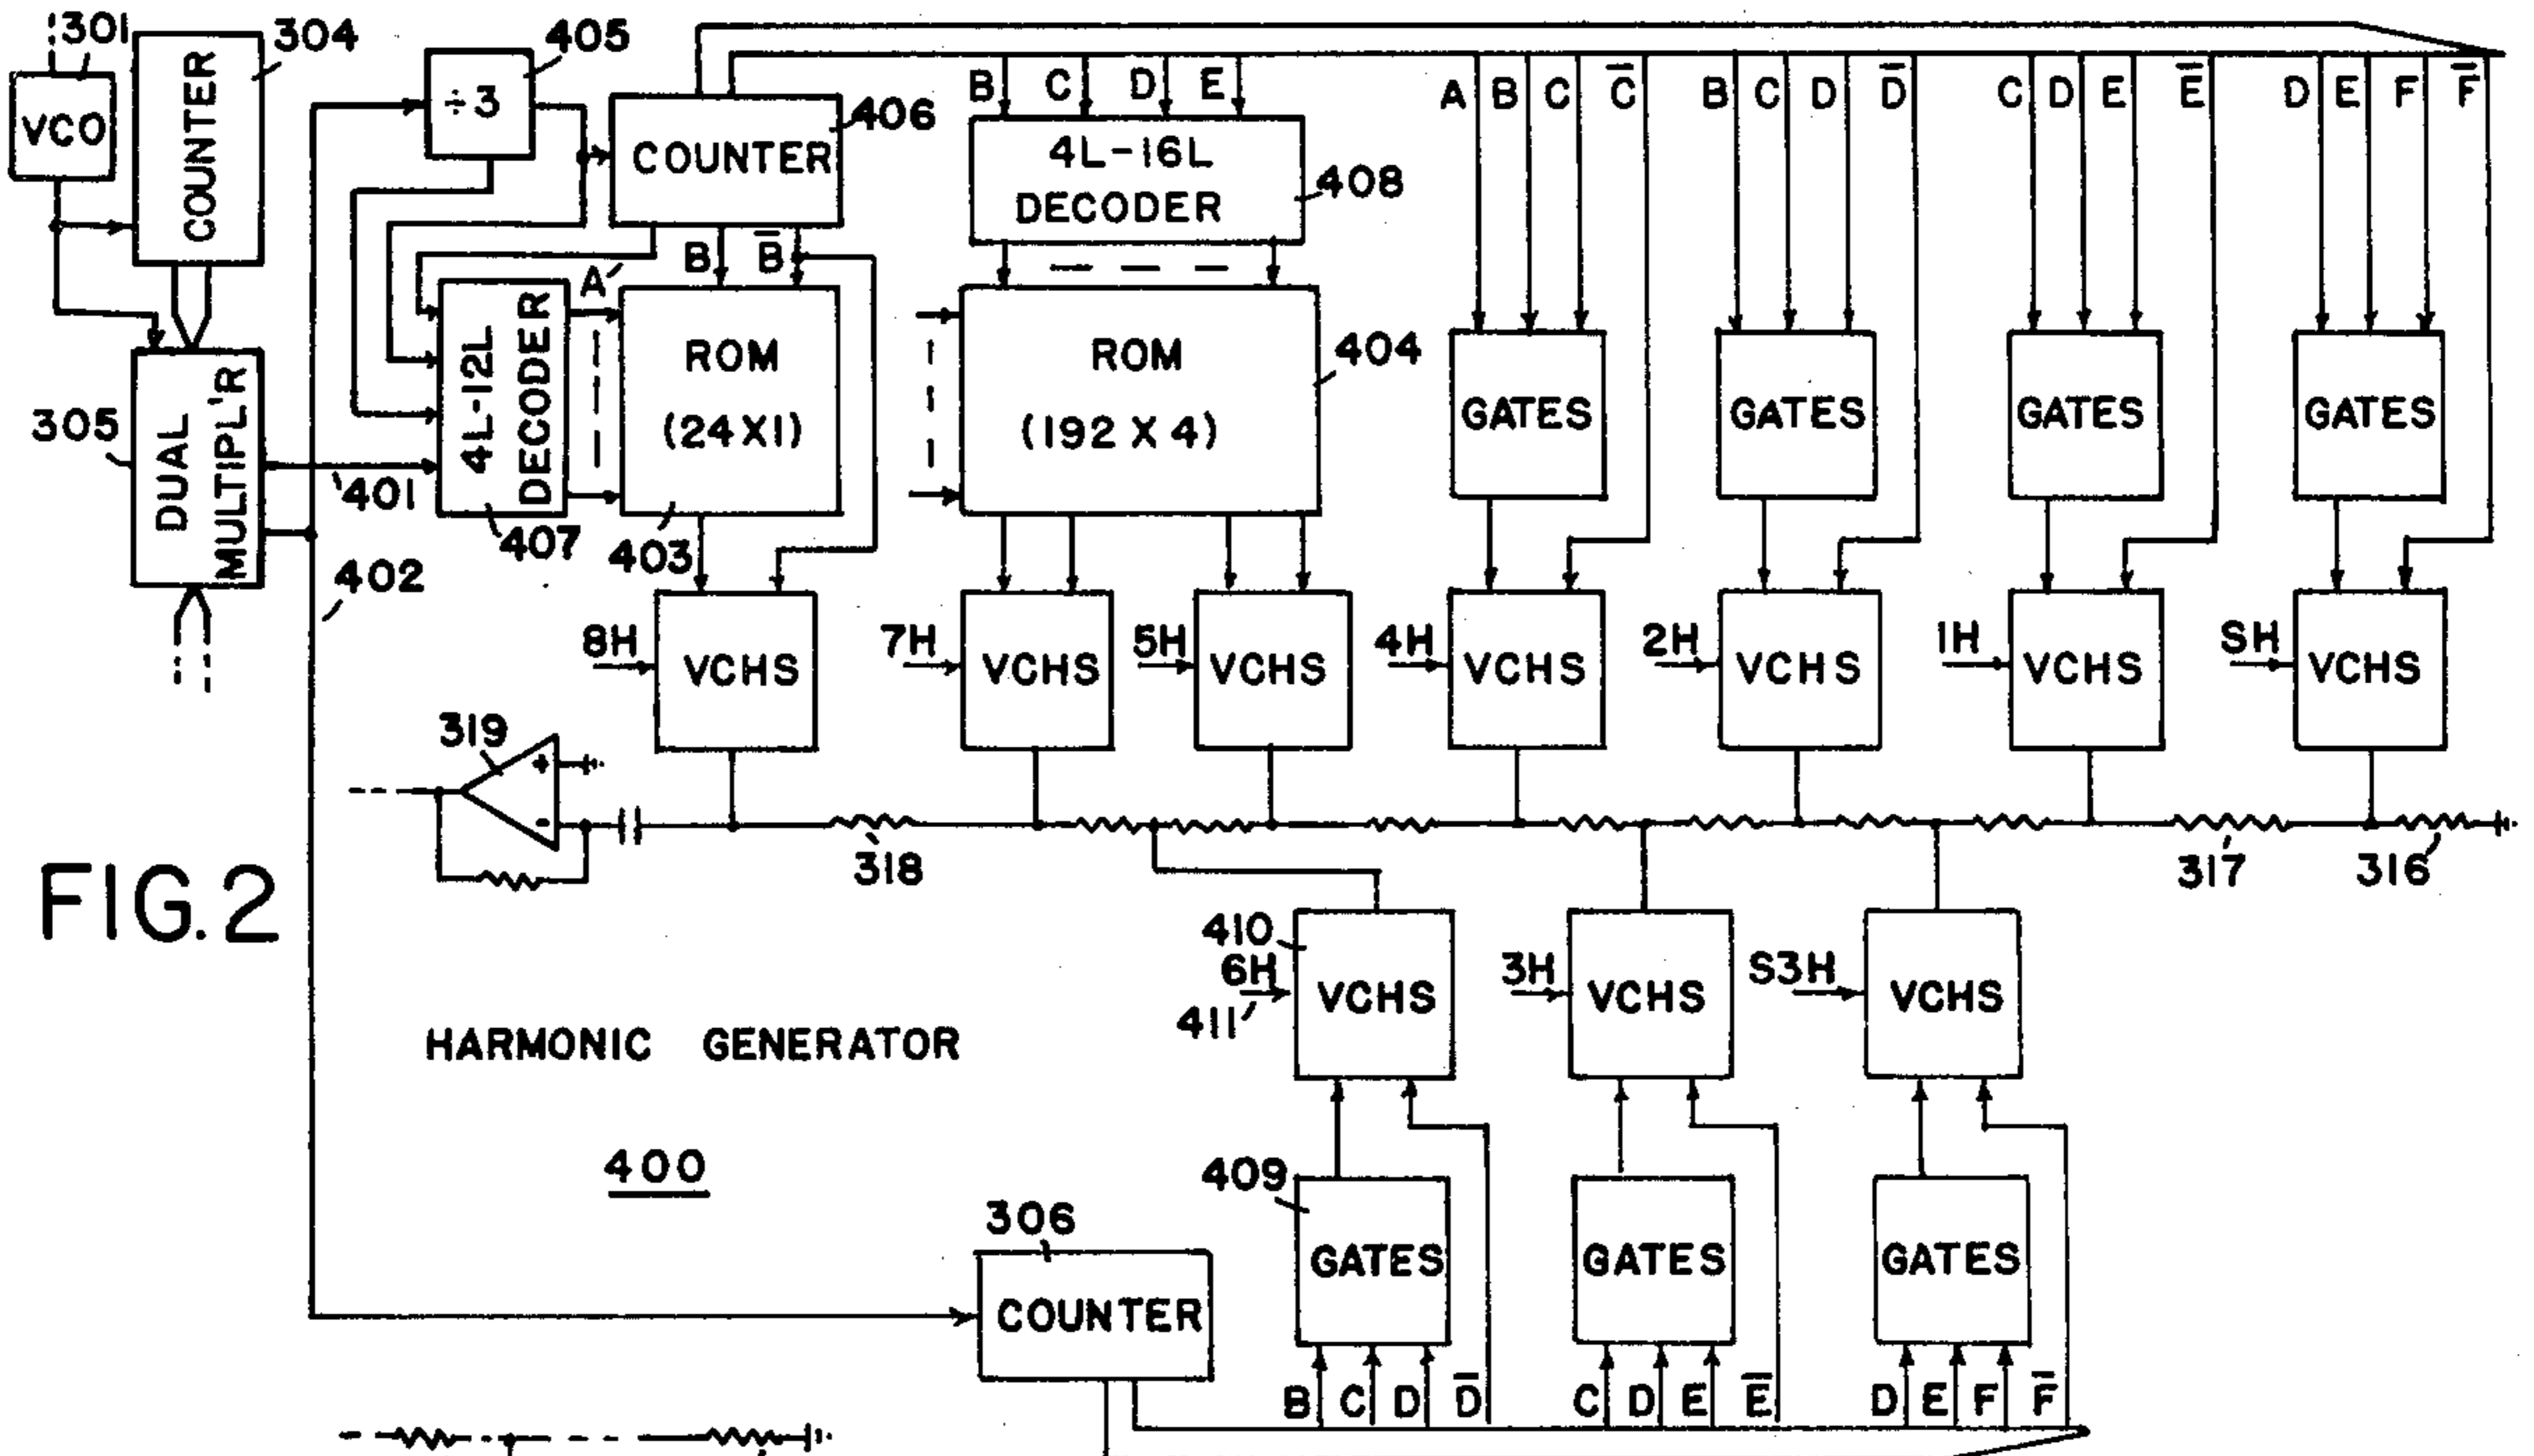 301
304
405
VCO
COUNTER
÷3
COUNTER
406
B C D E
4L-16L
DECODER
408
A B C C̅
B C D D̅
C D E E̅
D E F F̅
A'
B B̅
305
DUAL
MULTIPL'R
401
402
4L-12L
DECODER
407
ROM
(24X1)
403
ROM
(192 X 4)
404
GATES
GATES
GATES
GATES
8H
VCHS
7H
VCHS
5H
VCHS
4H
VCHS
2H
VCHS
1H
VCHS
SH
VCHS
319
+
-
318
317
316
FIG. 2
410
6H
411
VCHS
3H
VCHS
S3H
VCHS
HARMONIC GENERATOR
400
409
GATES
GATES
GATES
306
COUNTER
B C D D̅
C D E E̅
D E F F̅